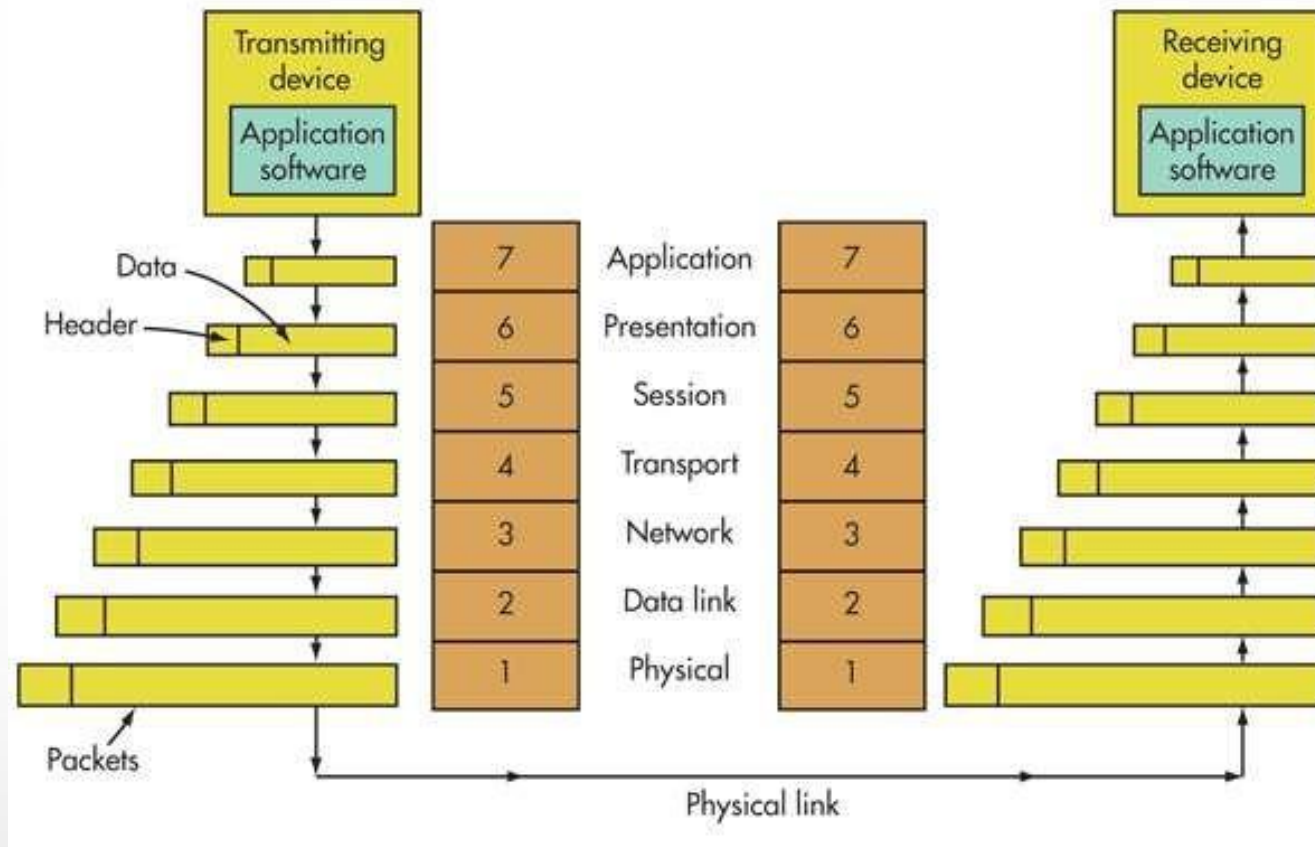 Transmitting
device
Application
software
Receiving
device
Application
software
Data
Header
7 Application 7
6 Presentation 6
5 Session 5
4 Transport 4
3 Network 3
2 Data link 2
1 Physical 1
Packets
Physical link